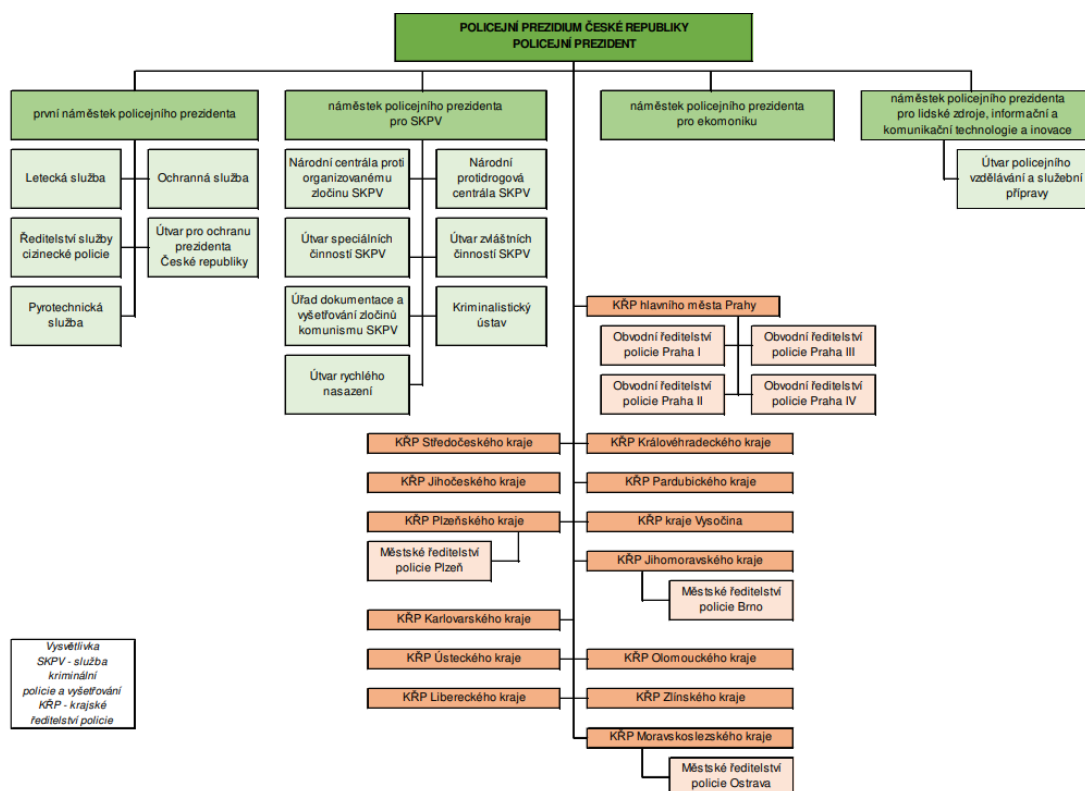 POLICEJNÍ PREZIDIUM ČESKÉ REPUBLIKY
POLICEJNÍ PREZIDENT
první náměstek policejního prezidenta
náměstek policejního prezidenta
pro SKPV
náměstek policejního prezidenta
pro ekonomiku
náměstek policejního prezidenta
pro lidské zdroje, informační a
komunikační technologie a inovace
Letecká služba
Ochranná služba
Národní centrála proti
organizovanému
zločinu SKPV
Národní
protidrogová
centrála SKPV
Útvar policejního
vzdělávání a služební
přípravy
Ředitelství služby
cizinecké policie
Útvar pro ochranu
prezidenta
České republiky
Útvar speciálních
činností SKPV
Útvar zvláštních
činností SKPV
Pyrotechnická
služba
Úřad dokumentace a
vyšetřování zločinů
komunismu SKPV
Kriminalistický
ústav
Útvar rychlého
nasazení
KŘP hlavního města Prahy
Obvodní ředitelství
policie Praha I
Obvodní ředitelství
policie Praha III
Obvodní ředitelství
policie Praha II
Obvodní ředitelství
policie Praha IV
KŘP Středočeského kraje
KŘP Královéhradeckého kraje
KŘP Jihočeského kraje
KŘP Pardubického kraje
KŘP Plzeňského kraje
KŘP kraje Vysočina
Městské ředitelství
policie Plzeň
KŘP Jihomoravského kraje
Městské ředitelství
policie Brno
KŘP Karlovarského kraje
KŘP Ústeckého kraje
KŘP Olomouckého kraje
KŘP Libereckého kraje
KŘP Zlínského kraje
KŘP Moravskoslezského kraje
Městské ředitelství
policie Ostrava
Vysvětlivka
SKPV - služba
kriminální
policie a vyšetřování
KŘP - krajské
ředitelství policie